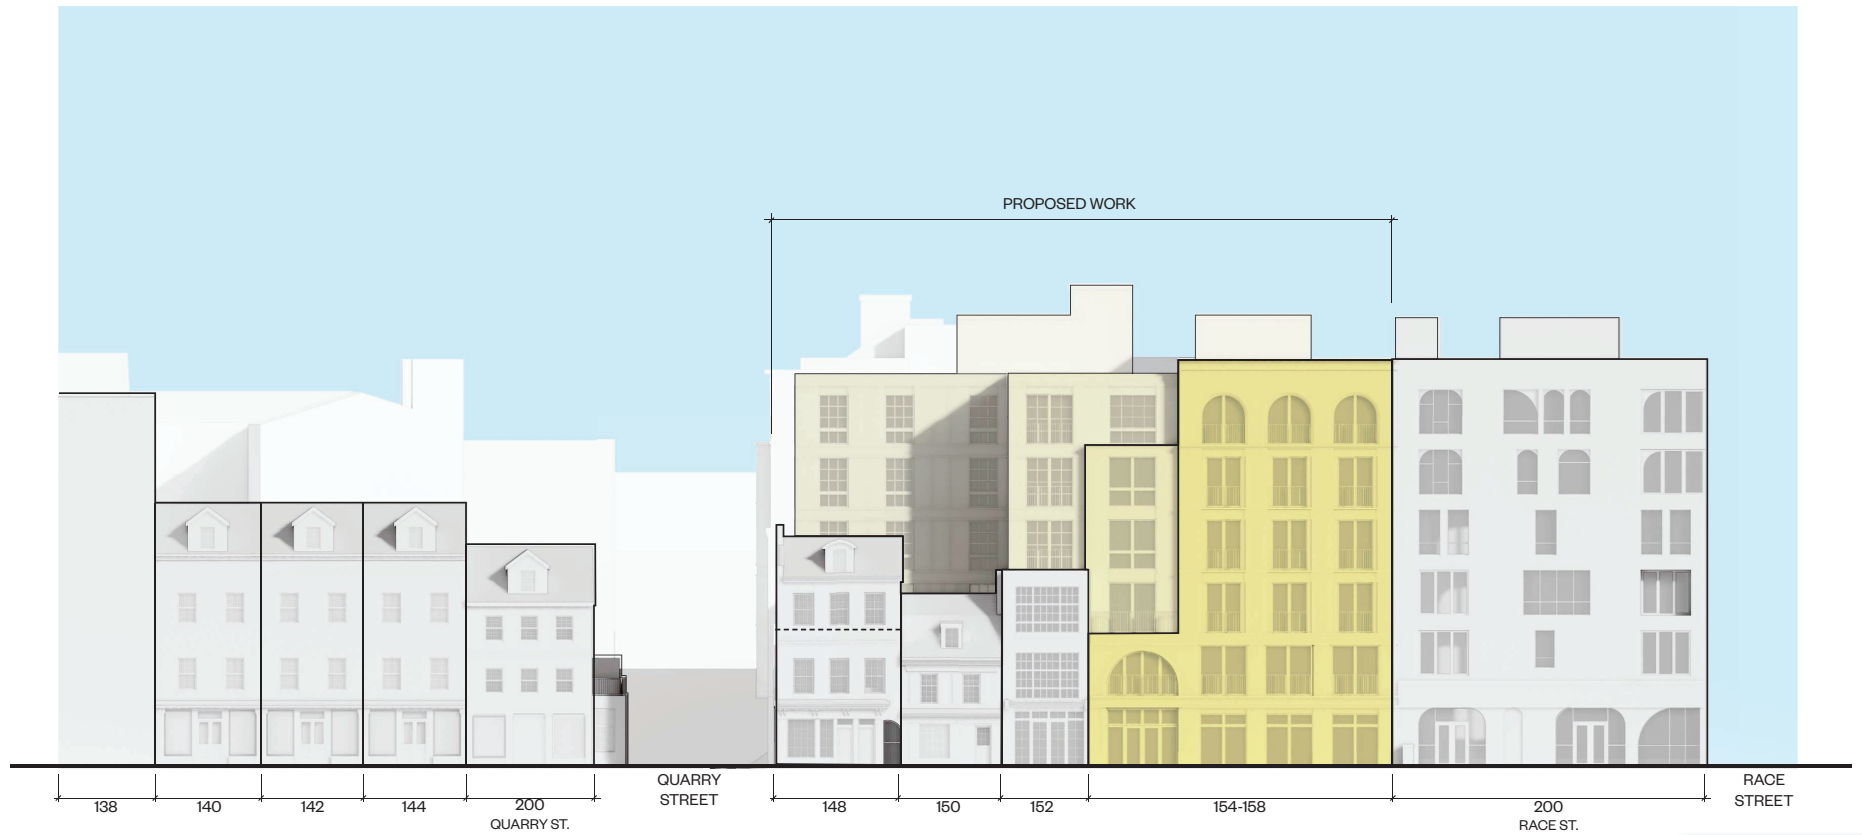 PROPOSED WORK
138
140
142
144
200
QUARRY ST.
QUARRY
STREET
148
150
152
154-158
200
RACE ST.
RACE
STREET